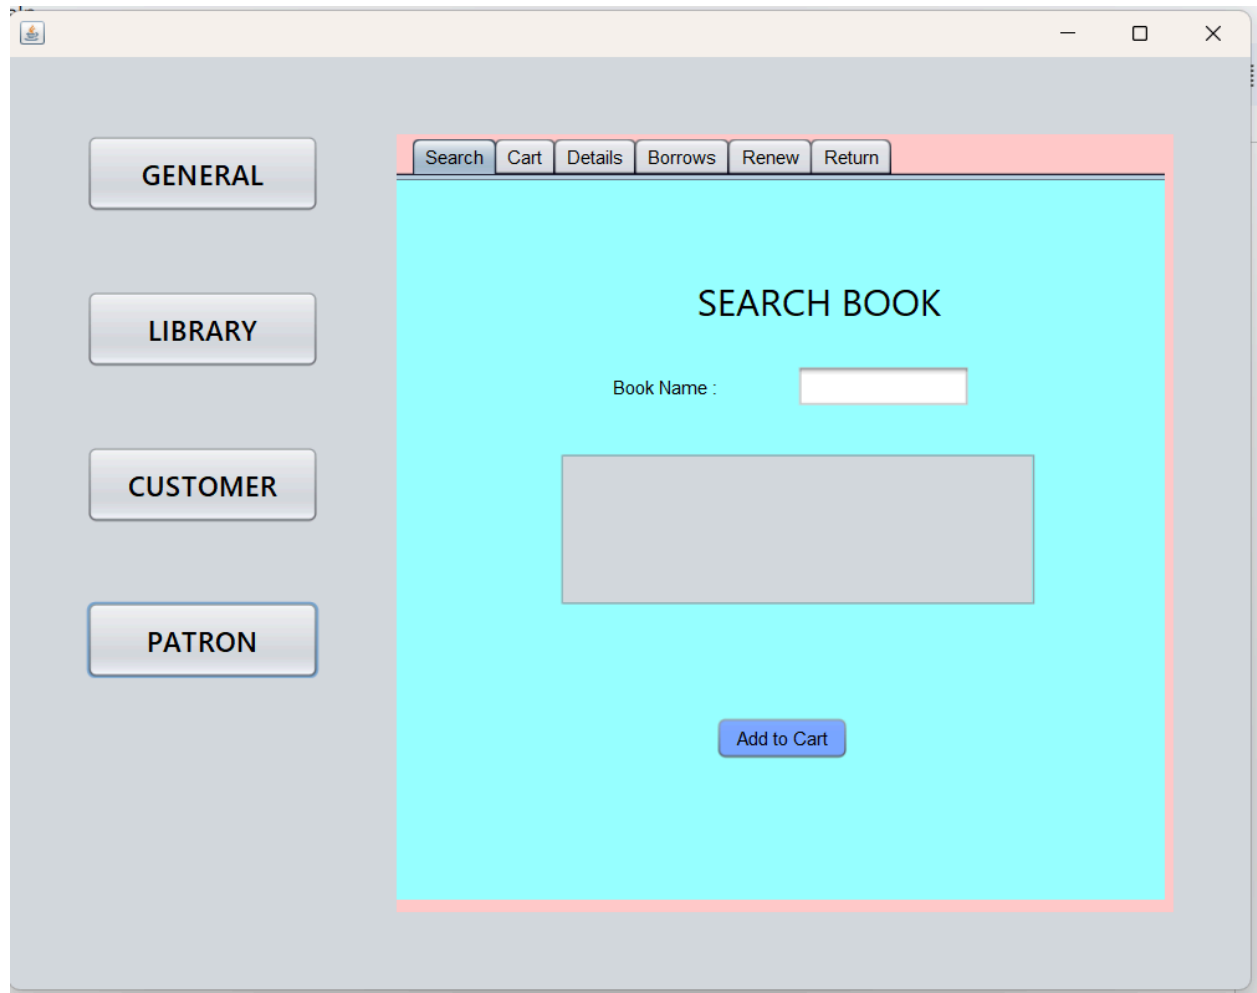 GENERAL
LIBRARY
CUSTOMER
PATRON
Search Cart Details Borrows Renew Return
SEARCH BOOK
Book Name :
Add to Cart